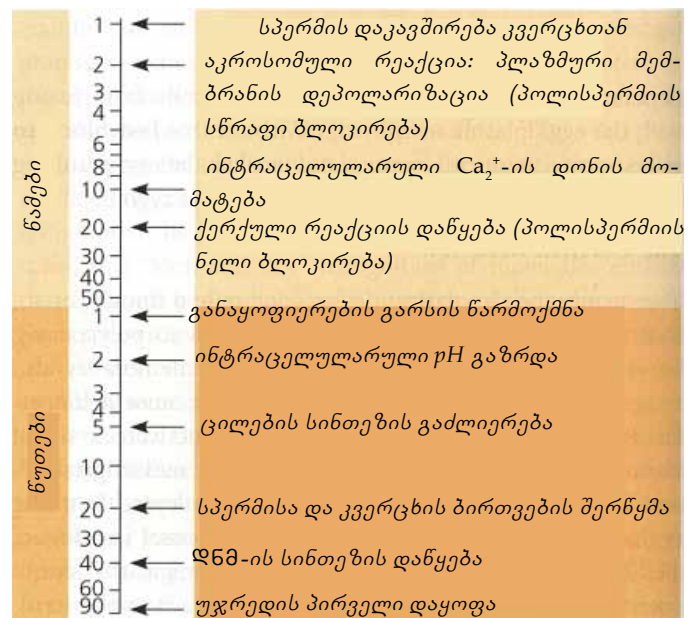 1 სპერმის დაკავშირება კვერცხთან
2 აკროსომული რეაქცია: პლაზმური მემ-
3 ბრანის დეპოლარიზაცია (პოლისპერმიის
4 სწრაფი ბლოკირება)
6
8 ინტრაცელულარული Ca₂⁺-ის დონის მო-
10 მატება
20 ქერქული რეაქციის დაწყება (პოლისპერმიის
30 ნელი ბლოკირება)
40
50
წამები
1 განაყოფიერების გარსის წარმოქმნა
2 ინტრაცელულარული pH გაზრდა
3
4
5 ცილების სინთეზის გაძლიერება
10
20 სპერმისა და კვერცხის ბირთვების შერწყმა
30
40 დნმ-ის სინთეზის დაწყება
60
90 უჯრედის პირველი დაყოფა
წუთები